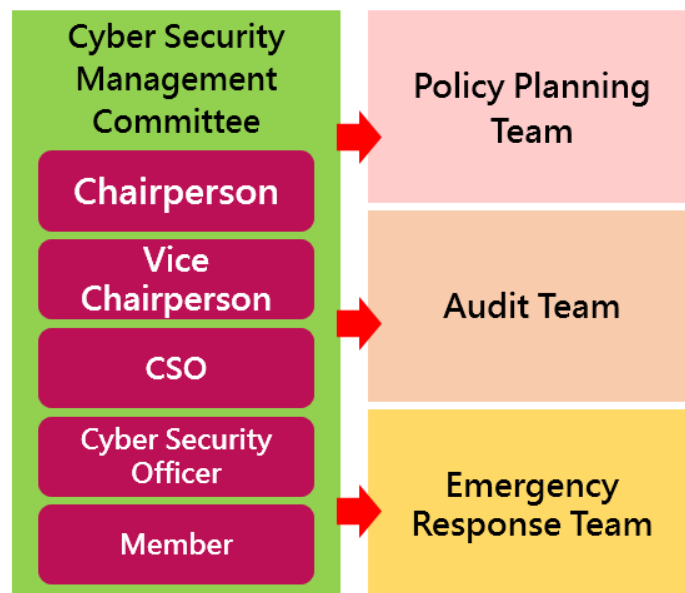 Cyber Security
Management
Committee
Chairperson
Vice
Chairperson
CSO
Cyber Security
Officer
Member
Policy Planning
Team
Audit Team
Emergency
Response Team